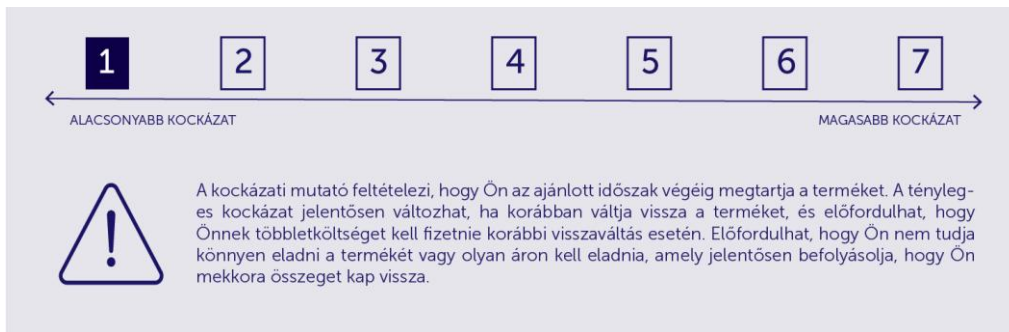 1 2 3 4 5 6 7
ALACSONYABB KOCKÁZAT MAGASABB KOCKÁZAT
A kockázati mutató feltételezi, hogy Ön az ajánlott időszak végéig megtartja a terméket. A tényleg-
es kockázat jelentősen változhat, ha korábban váltja vissza a terméket, és előfordulhat, hogy
Önnek többletköltséget kell fizetnie korábbi visszaváltás esetén. Előfordulhat, hogy Ön nem tudja
könnyen eladni a termékét vagy olyan áron kell eladnia, amely jelentősen befolyásolja, hogy Ön
mekkora összeget kap vissza.